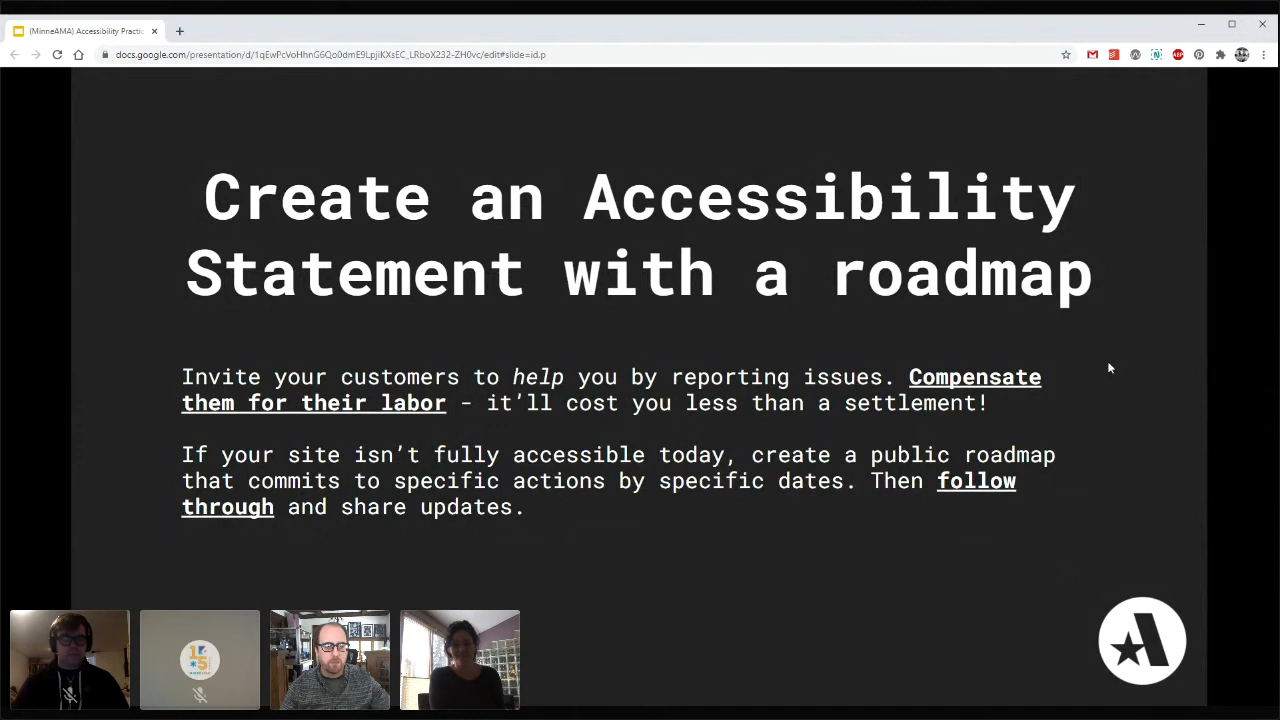 (MinneAMA) Accessibility Practic
docs.google.com/presentation/d/1qEwPcVoHhnG6Qo0dmE9LpjiKXsEC_LRboX232-ZH0vc/edit#slide=id.p
ABP
Create an Accessibility
Statement with a roadmap
Invite your customers to help you by reporting issues. Compensate
them for their labor - it’ll cost you less than a settlement!
If your site isn’t fully accessible today, create a public roadmap
that commits to specific actions by specific dates. Then follow
through and share updates.
A